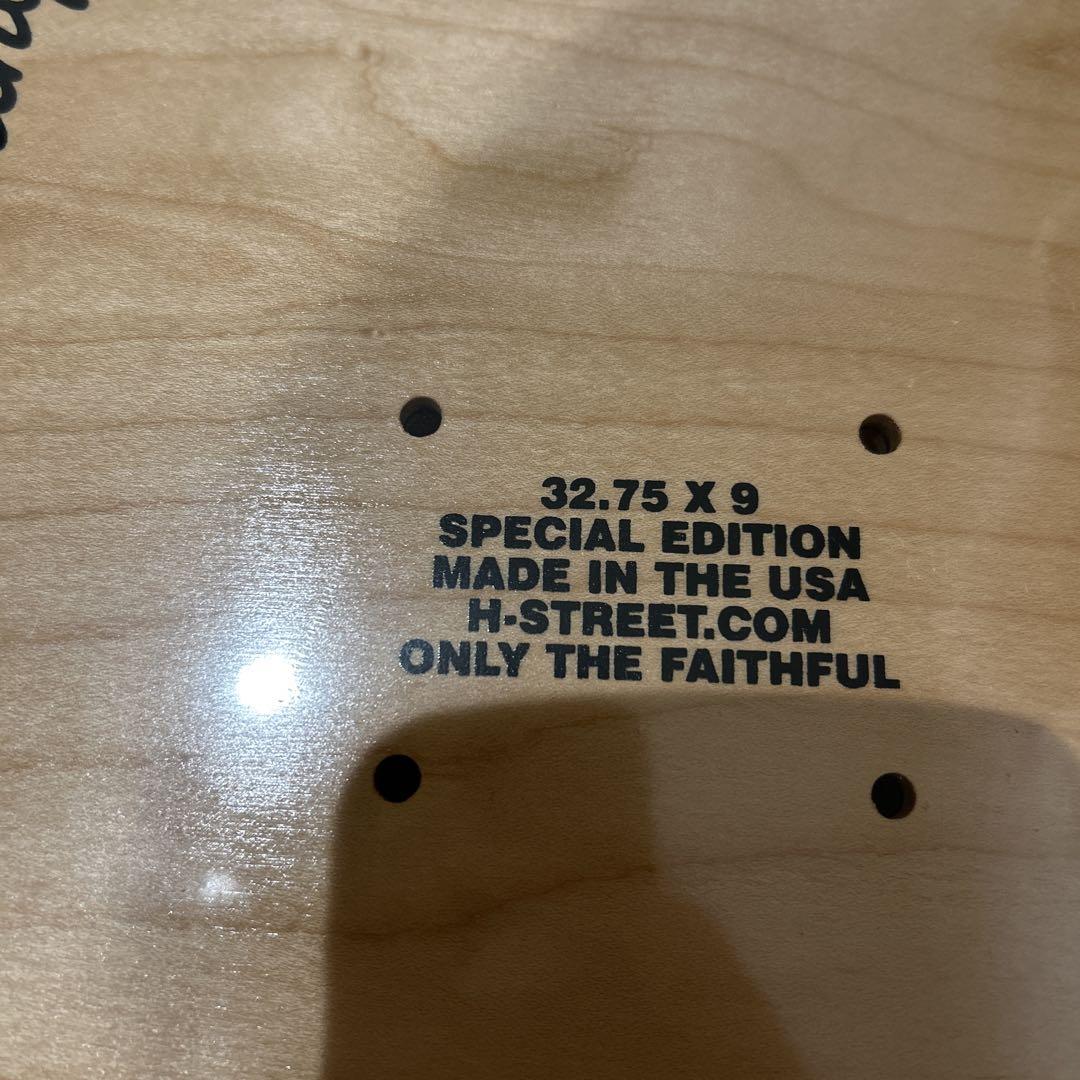 32.75 X 9
SPECIAL EDITION
MADE IN THE USA
H-STREET.COM
ONLY THE FAITHFUL